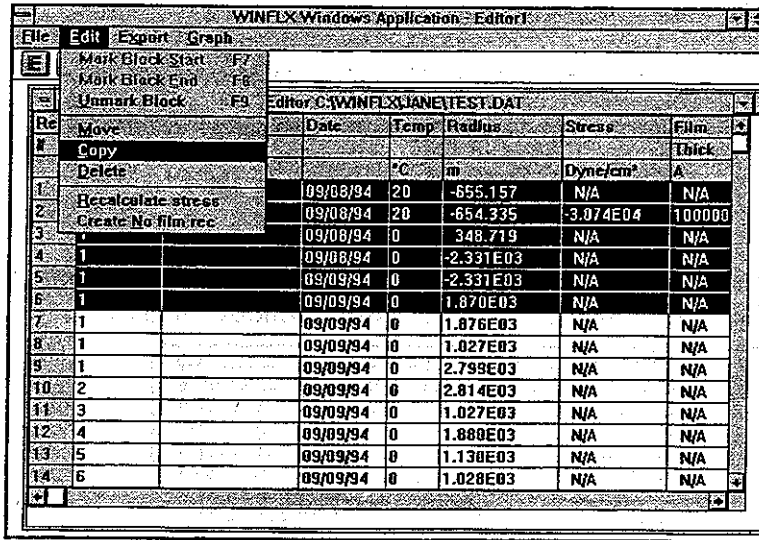 WINFLX Windows Application - Editor1
File Edit Export Graph
Mark Block Start F7
Mark Block End F8
Unmark Block F9
Move
Copy
Delete
Recalculate stress
Create No film rec
Editor C:\WINFLX\JANE\TEST.DAT
Re Date Temp Radius Stress Film
# Thick
°C m Dyne/cm² A
1 09/08/94 20 -655.157 N/A N/A
2 09/08/94 20 -654.335 -3.074E04 100000
3 1 09/08/94 0 348.719 N/A N/A
4 1 09/08/94 0 -2.331E03 N/A N/A
5 1 09/09/94 0 -2.331E03 N/A N/A
6 1 09/09/94 0 1.870E03 N/A N/A
7 1 09/09/94 0 1.876E03 N/A N/A
8 1 09/09/94 0 1.027E03 N/A N/A
9 1 09/09/94 0 2.799E03 N/A N/A
10 2 09/09/94 0 2.814E03 N/A N/A
11 3 09/09/94 0 1.027E03 N/A N/A
12 4 09/09/94 0 1.880E03 N/A N/A
13 5 09/09/94 0 1.130E03 N/A N/A
14 6 09/09/94 0 1.028E03 N/A N/A